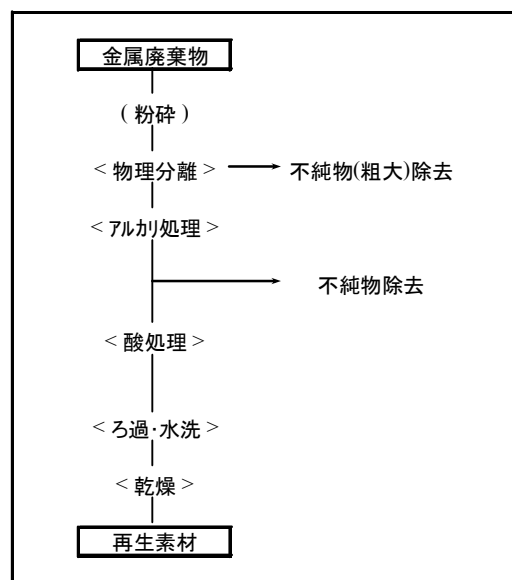 金属廃棄物
( 粉砕 )
< 物理分離 > 不純物(粗大)除去
< ｱﾙｶﾘ処理 >
不純物除去
< 酸処理 >
< ろ過･水洗 >
< 乾燥 >
再生素材